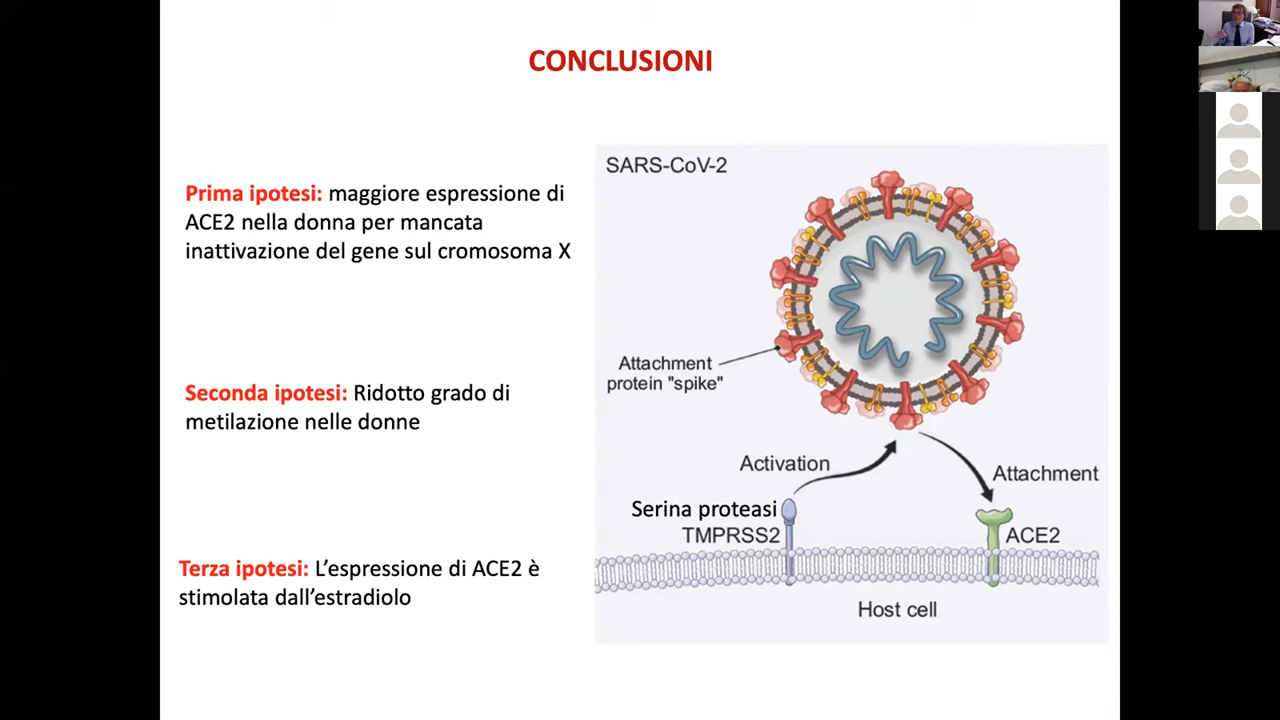 CONCLUSIONI
Prima ipotesi: maggiore espressione di
ACE2 nella donna per mancata
inattivazione del gene sul cromosoma X
Seconda ipotesi: Ridotto grado di
metilazione nelle donne
Terza ipotesi: L’espressione di ACE2 è
stimolata dall’estradiolo
SARS-CoV-2
Attachment
protein "spike"
Activation
Attachment
Serina proteasi
TMPRSS2
ACE2
Host cell